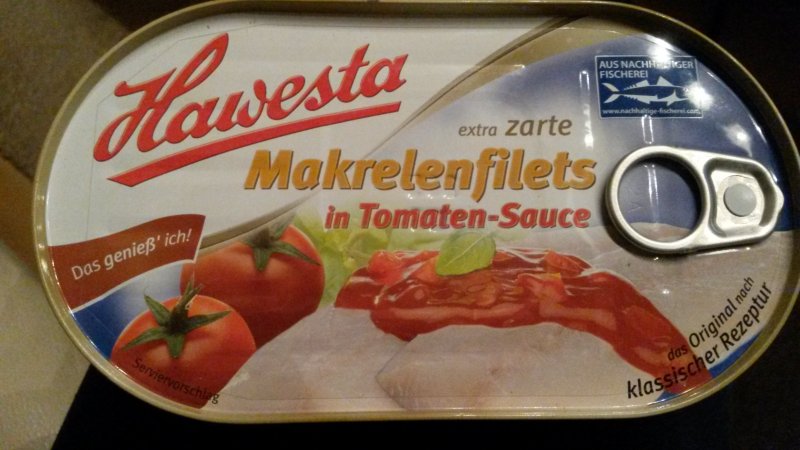 Hawesta
AUS NACHHALTIGER
FISCHEREI
www.nachhaltige-fischerei.com
extra zarte
Makrelenfilets
in Tomaten-Sauce
Das genieß' ich!
Serviervorschlag
das Original nach
klassischer Rezeptur